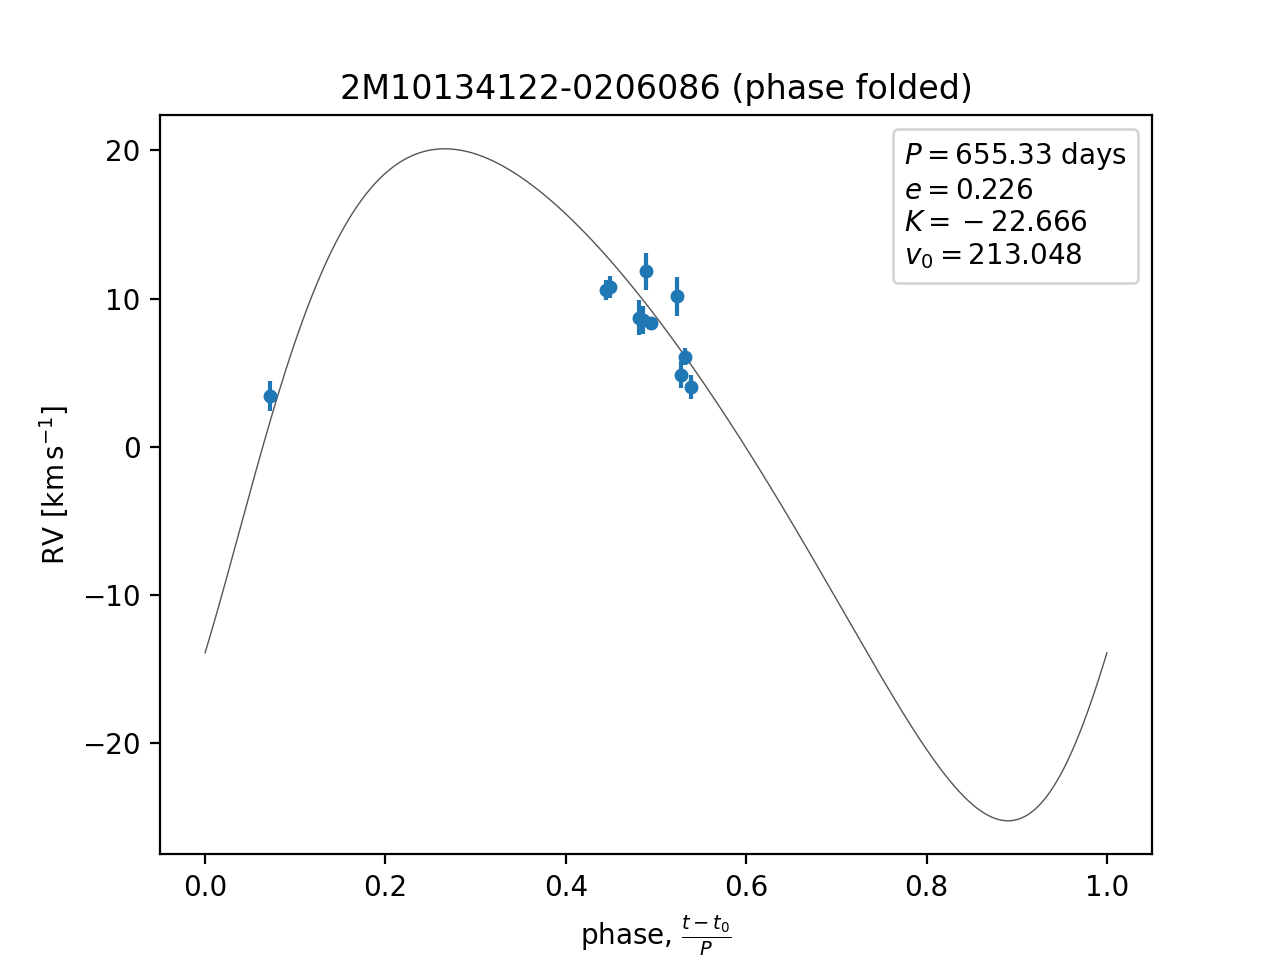 2M10134122-0206086 (phase folded)
P = 655.33 days
e = 0.226
K = − 22.666
v₀ = 213.048
20
10
0
−10
−20
RV [km s⁻¹]
0.0 0.2 0.4 0.6 0.8 1.0
phase, (t − t₀)/P